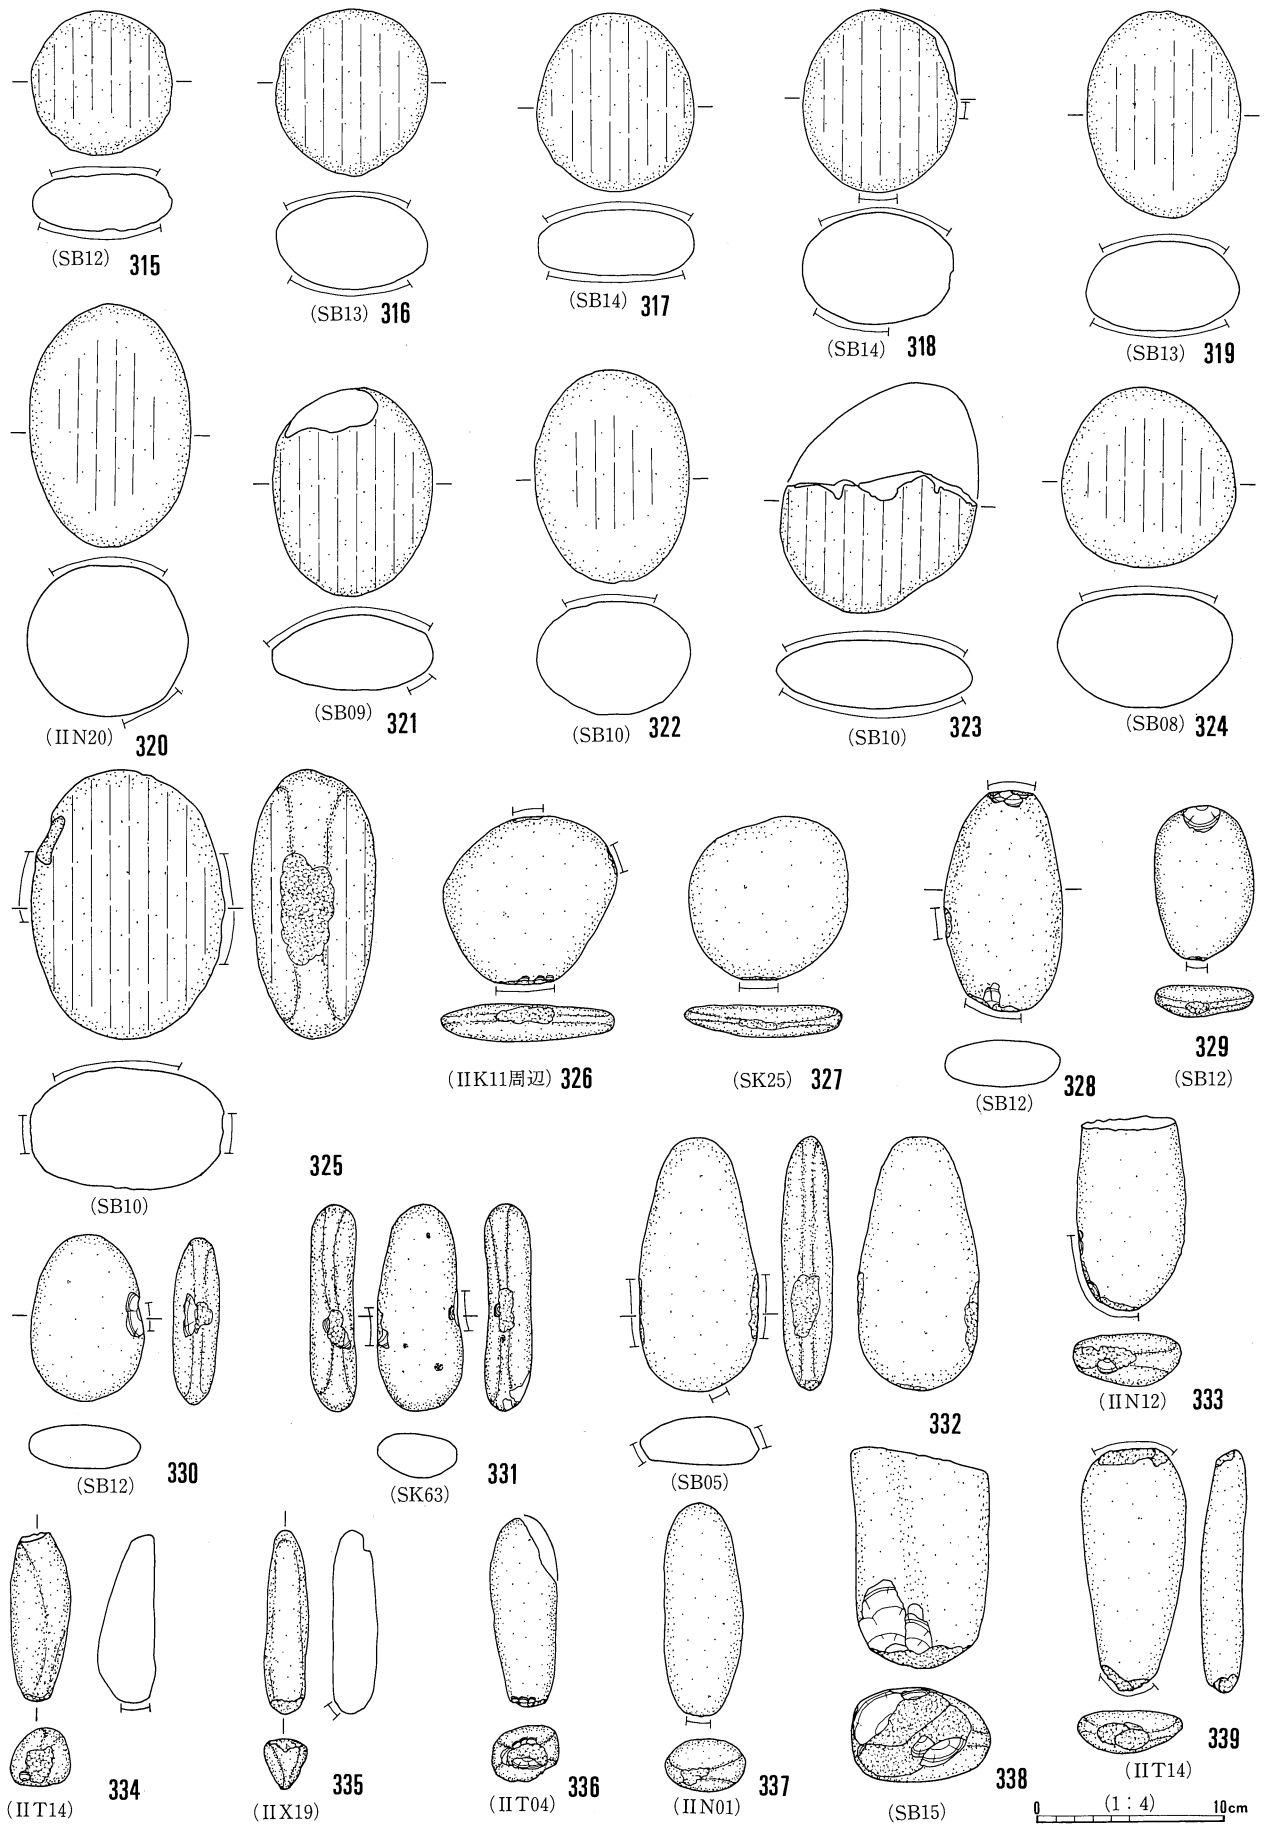 (SB12) 315
(SB13) 316
(SB14) 317
(SB14) 318
(SB13) 319
(IIN20) 320
(SB09) 321
(SB10) 322
(SB10) 323
(SB08) 324
325
(SB10)
(IIK11周辺) 326
(SK25) 327
328
(SB12)
329
(SB12)
(SB12) 330
(SK63) 331
332
(SB05)
(IIN12) 333
334
(IIT14)
335
(IIX19)
336
(IIT04)
337
(IIN01)
338
(SB15)
339
(IIT14)
0 (1:4) 10cm